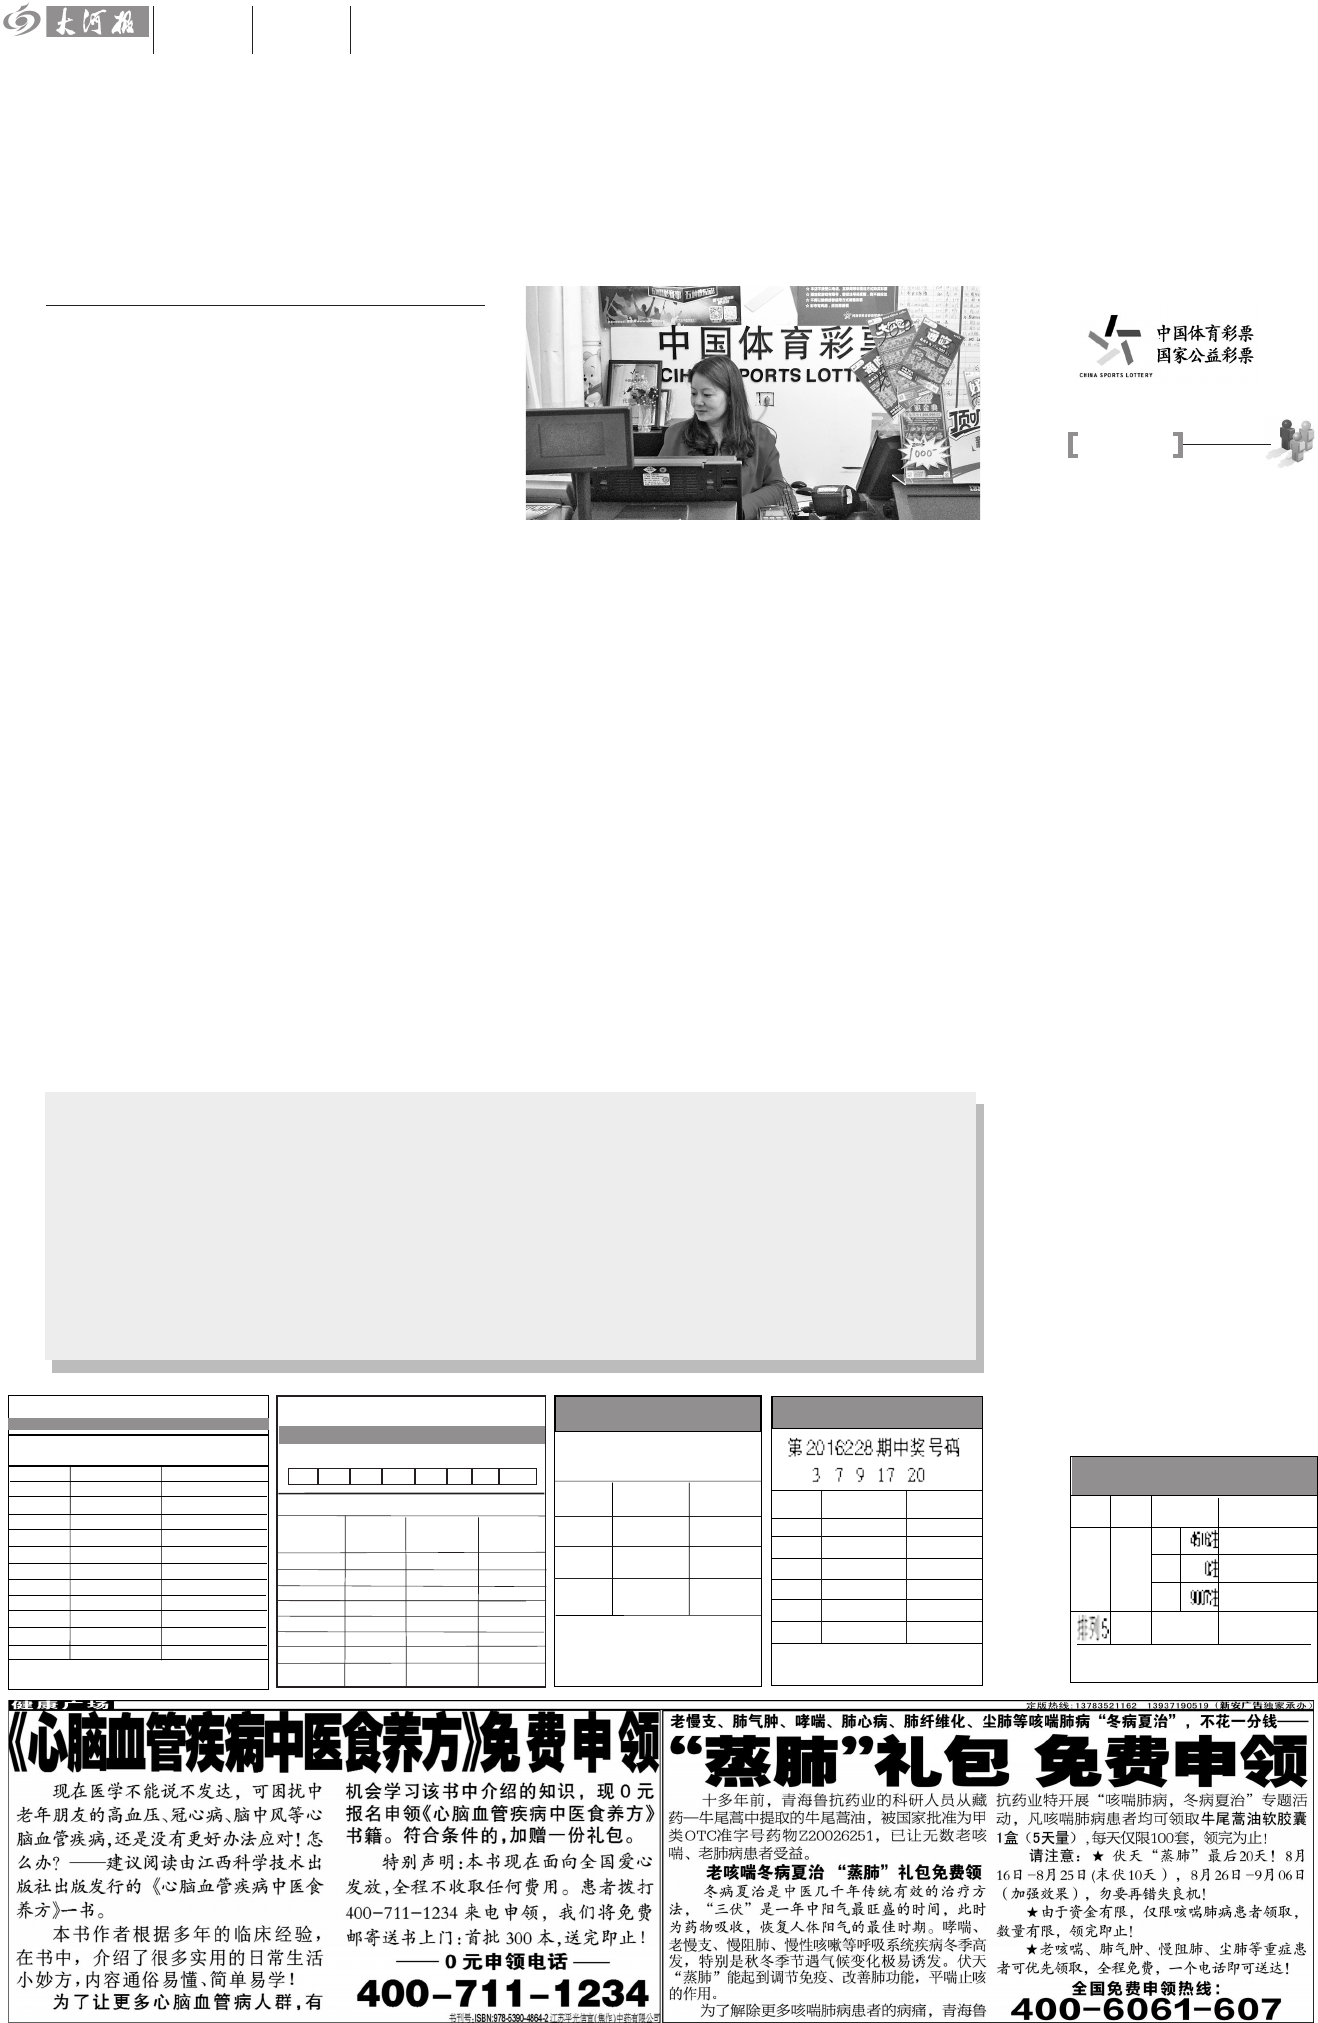 大河报
中国体育彩票
CHINA SPORTS LOTTERY
中国体育彩票
国家公益彩票
第2016228期中奖号码
3 7 9 17 20
4516注
0注
9007注
排列5
健康广场
定版热线:13783521162 13937190519（新安广告独家承办）
《心脑血管疾病中医食养方》免费申领
现在医学不能说不发达，可困扰中
老年朋友的高血压、冠心病、脑中风等心
脑血管疾病,还是没有更好办法应对！怎
么办？——建议阅读由江西科学技术出
版社出版发行的《心脑血管疾病中医食
养方》一书。
本书作者根据多年的临床经验，
在书中，介绍了很多实用的日常生活
小妙方,内容通俗易懂、简单易学！
为了让更多心脑血管病人群,有
机会学习该书中介绍的知识，现0元
报名申领《心脑血管疾病中医食养方》
书籍。符合条件的,加赠一份礼包。
特别声明:本书现在面向全国爱心
发放,全程不收取任何费用。患者拨打
400-711-1234 来电申领，我们将免费
邮寄送书上门:首批 300 本,送完即止！
——0元申领电话——
400-711-1234
书刊号:ISBN:978-5390-4864-2
老慢支、肺气肿、哮喘、肺心病、肺纤维化、尘肺等咳喘肺病“冬病夏治”，不花一分钱——
“蒸肺”礼包 免费申领
十多年前，青海鲁抗药业的科研人员从藏
药—牛尾蒿中提取的牛尾蒿油，被国家批准为甲
类OTC准字号药物Z20026251，已让无数老咳
喘、老肺病患者受益。
老咳喘冬病夏治 “蒸肺”礼包免费领
冬病夏治是中医几千年传统有效的治疗方
法，“三伏”是一年中阳气最旺盛的时间，此时
为药物吸收，恢复人体阳气的最佳时期。哮喘、
老慢支、慢阻肺、慢性咳嗽等呼吸系统疾病冬季高
发，特别是秋冬季节遇气候变化极易诱发。伏天
“蒸肺”能起到调节免疫、改善肺功能，平喘止咳
的作用。
为了解除更多咳喘肺病患者的病痛，青海鲁
抗药业特开展“咳喘肺病，冬病夏治”专题活
动，凡咳喘肺病患者均可领取牛尾蒿油软胶囊
1盒（5天量）,每天仅限100套，领完为止！
请注意：★ 伏天“蒸肺”最后20天！8月
16日-8月25日(末伏10天 ），8月26日-9月06日
（加强效果），勿要再错失良机！
★由于资金有限，仅限咳喘肺病患者领取，
数量有限，领完即止！
★老咳喘、肺气肿、慢阻肺、尘肺等重症患
者可优先领取，全程免费，一个电话即可送达！
全国免费申领热线：
400-6061-607